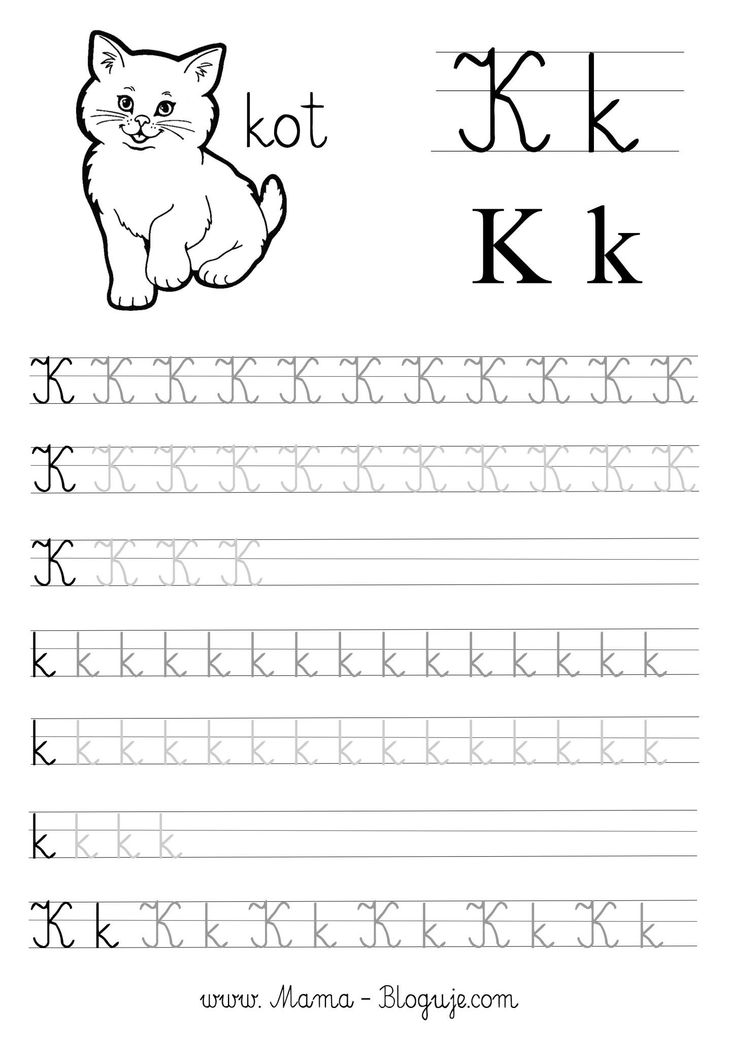 kot
K k
K k
K K K K K K K K K K K
K K K K K K K K K K K
K K K K
k k k k k k k k k k k k k k k
k k k k k k k k k k k k k k k
k k k k
K k K k K k K k K k K k
www. Mama - Bloguje.com